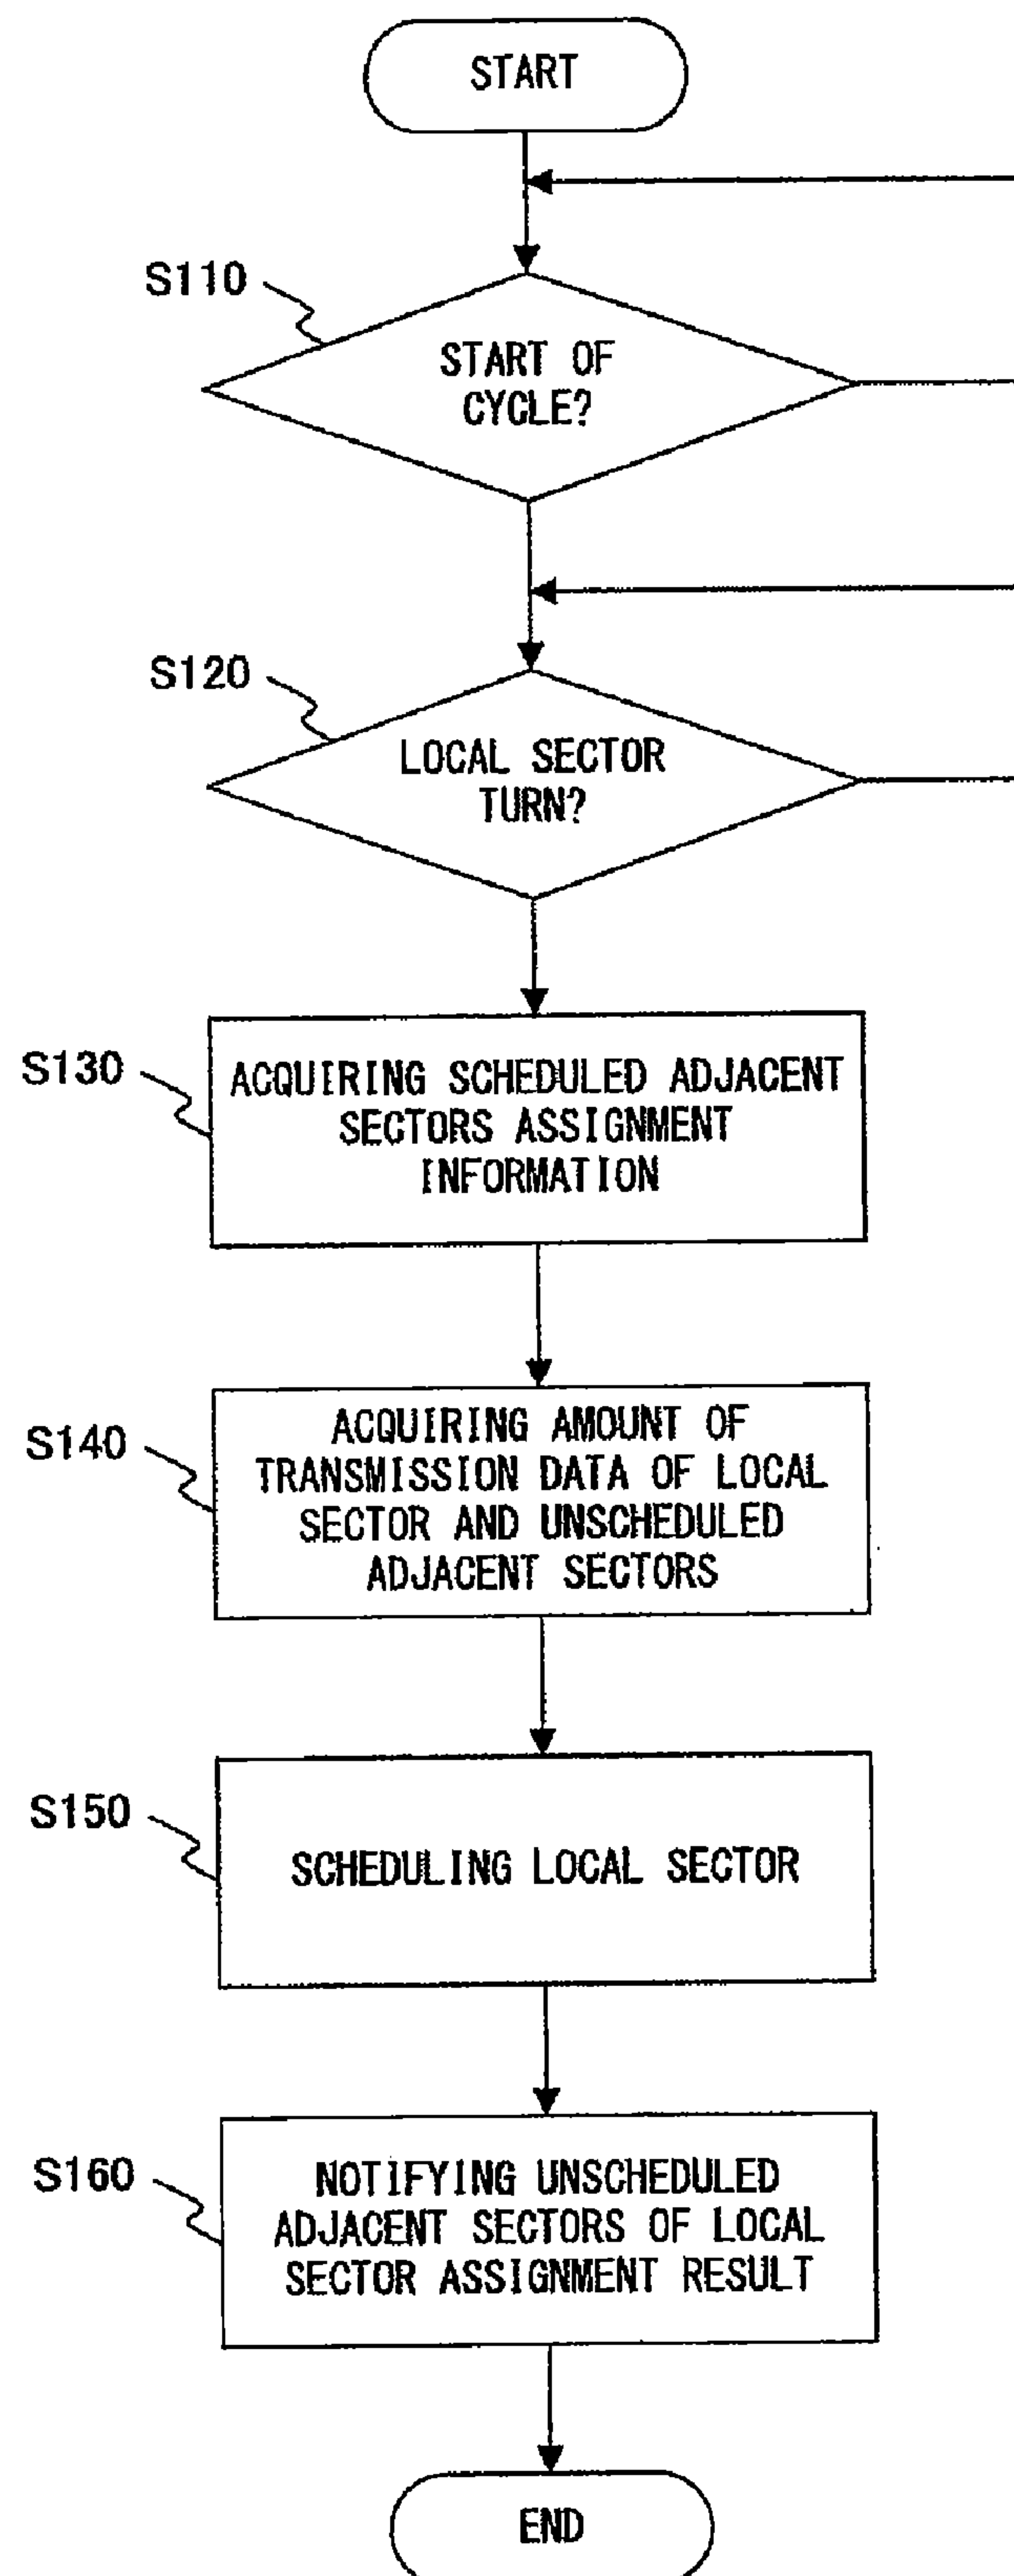 START
S110
START OF
CYCLE?
S120
LOCAL SECTOR
TURN?
S130
ACQUIRING SCHEDULED ADJACENT
SECTORS ASSIGNMENT
INFORMATION
S140
ACQUIRING AMOUNT OF
TRANSMISSION DATA OF LOCAL
SECTOR AND UNSCHEDULED
ADJACENT SECTORS
S150
SCHEDULING LOCAL SECTOR
S160
NOTIFYING UNSCHEDULED
ADJACENT SECTORS OF LOCAL
SECTOR ASSIGNMENT RESULT
END